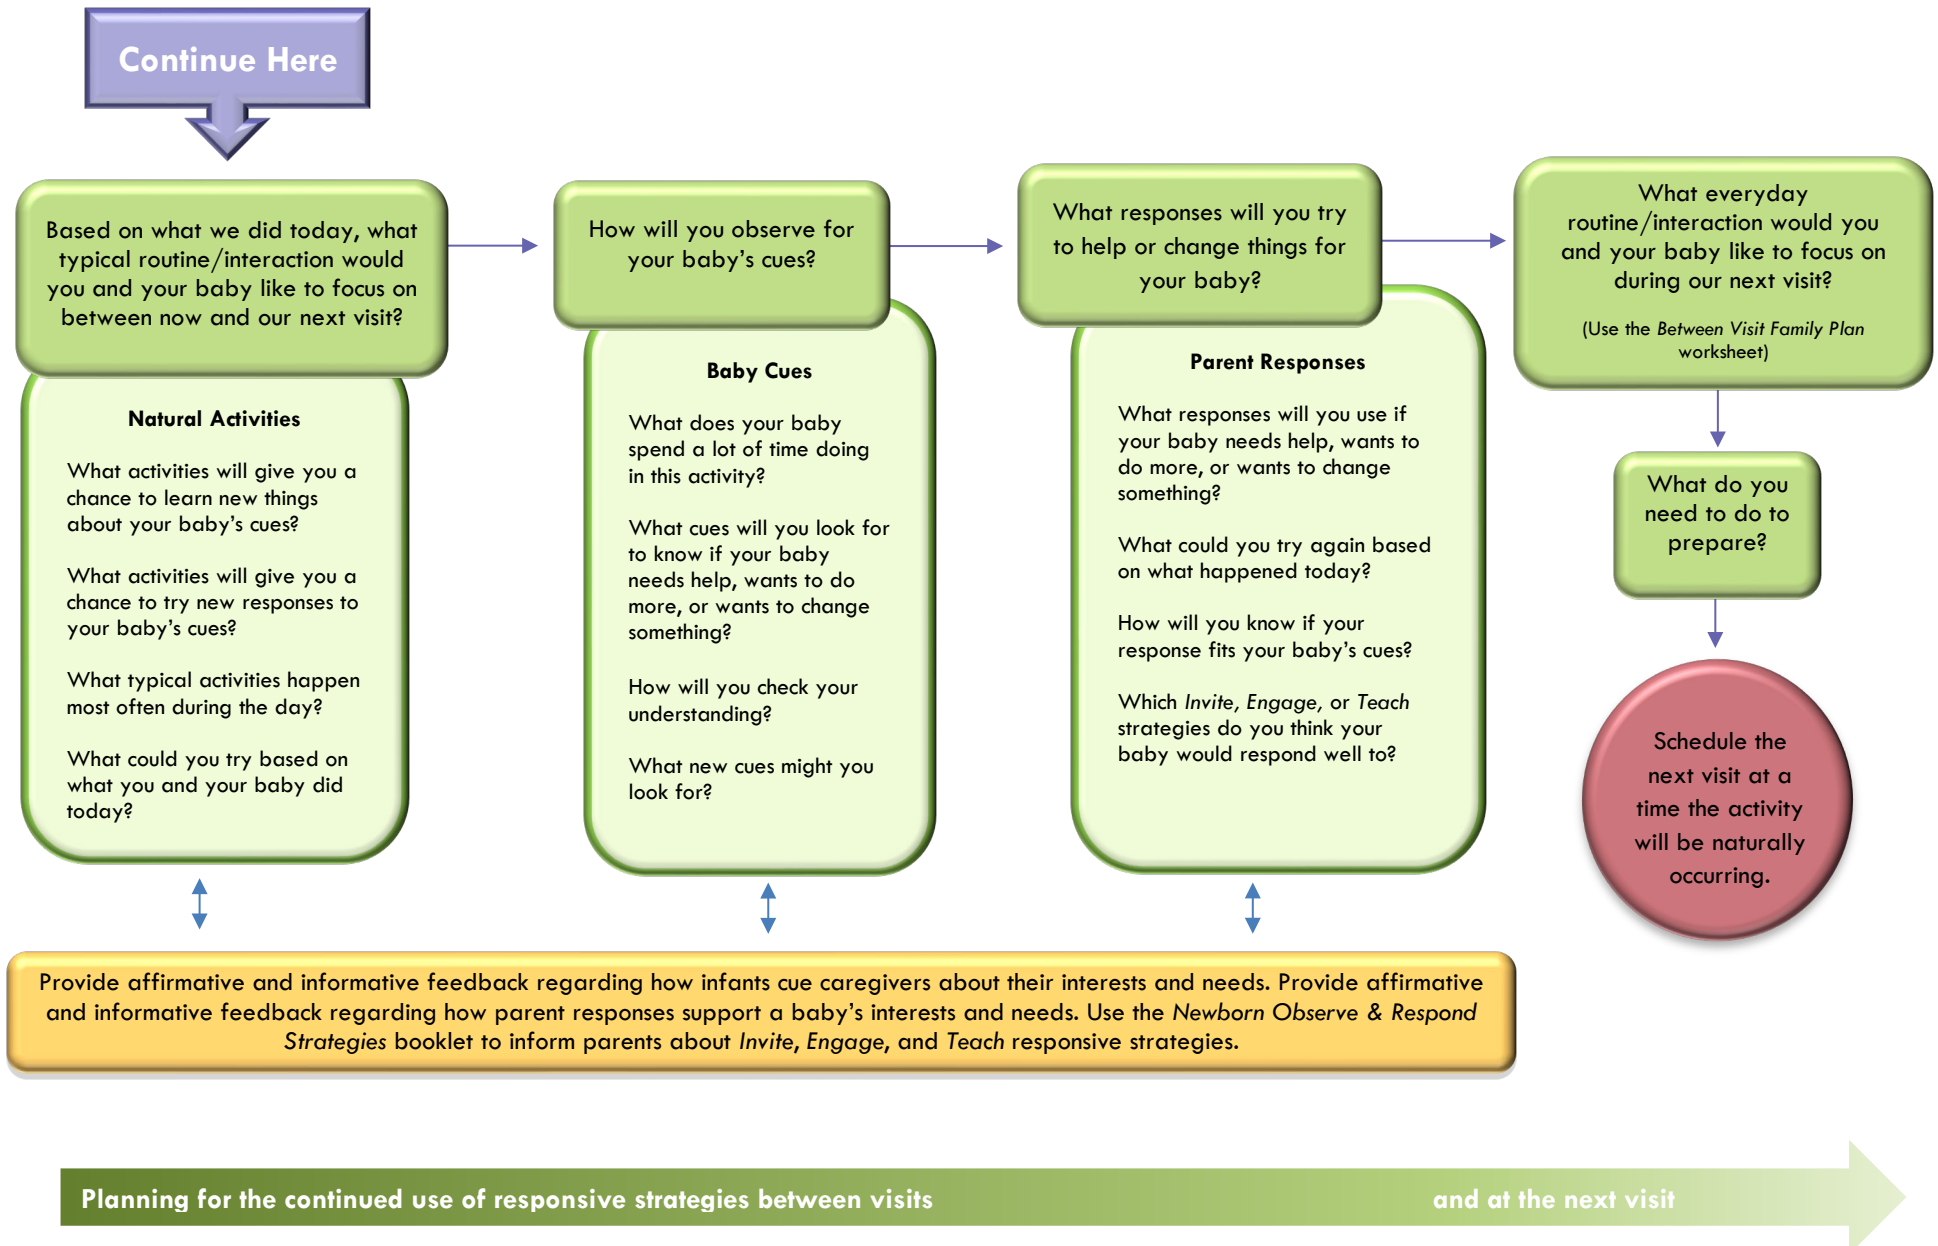 Continue Here
Based on what we did today, what
typical routine/interaction would
you and your baby like to focus on
between now and our next visit?
Natural Activities
What activities will give you a
chance to learn new things
about your baby’s cues?
What activities will give you a
chance to try new responses to
your baby’s cues?
What typical activities happen
most often during the day?
What could you try based on
what you and your baby did
today?
How will you observe for
your baby’s cues?
Baby Cues
What does your baby
spend a lot of time doing
in this activity?
What cues will you look for
to know if your baby
needs help, wants to do
more, or wants to change
something?
How will you check your
understanding?
What new cues might you
look for?
What responses will you try
to help or change things for
your baby?
Parent Responses
What responses will you use if
your baby needs help, wants to
do more, or wants to change
something?
What could you try again based
on what happened today?
How will you know if your
response fits your baby’s cues?
Which Invite, Engage, or Teach
strategies do you think your
baby would respond well to?
What everyday
routine/interaction would you
and your baby like to focus on
during our next visit?
(Use the Between Visit Family Plan
worksheet)
What do you
need to do to
prepare?
Schedule the
next visit at a
time the activity
will be naturally
occurring.
Provide affirmative and informative feedback regarding how infants cue caregivers about their interests and needs. Provide affirmative
and informative feedback regarding how parent responses support a baby’s interests and needs. Use the Newborn Observe & Respond
Strategies booklet to inform parents about Invite, Engage, and Teach responsive strategies.
Planning for the continued use of responsive strategies between visits and at the next visit